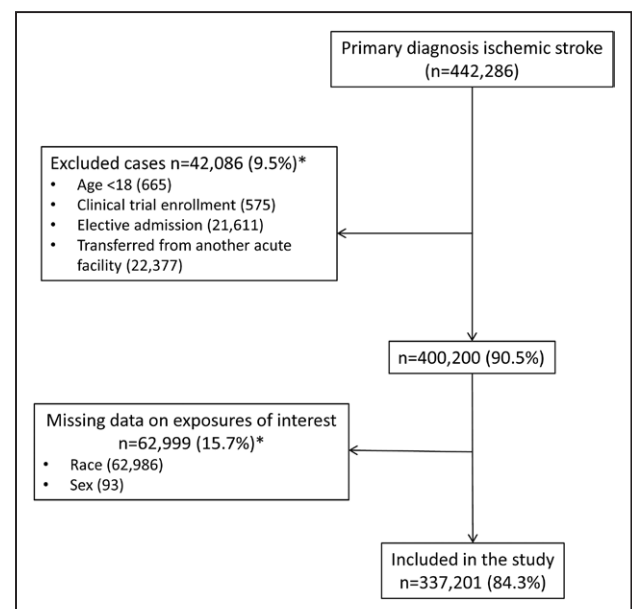 Primary diagnosis ischemic stroke
(n=442,286)
Excluded cases n=42,086 (9.5%)*
• Age <18 (665)
• Clinical trial enrollment (575)
• Elective admission (21,611)
• Transferred from another acute
facility (22,377)
n=400,200 (90.5%)
Missing data on exposures of interest
n=62,999 (15.7%)*
• Race (62,986)
• Sex (93)
Included in the study
n=337,201 (84.3%)